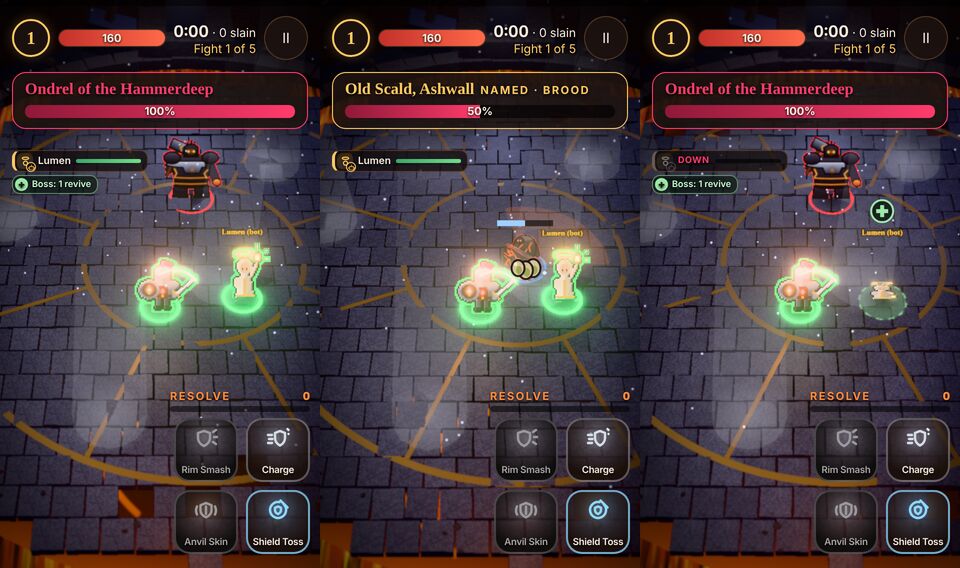 1
160
0:00 · 0 slain
Fight 1 of 5
Ondrel of the Hammerdeep
100%
Lumen
Boss: 1 revive
Lumen (bot)
RESOLVE 0
Rim Smash
Charge
Anvil Skin
Shield Toss
1
160
0:00 · 0 slain
Fight 1 of 5
Old Scald, Ashwall NAMED · BROOD
50%
Lumen
Lumen (bot)
RESOLVE 0
Rim Smash
Charge
Anvil Skin
Shield Toss
1
160
0:00 · 0 slain
Fight 1 of 5
Ondrel of the Hammerdeep
100%
DOWN
Boss: 1 revive
Lumen (bot)
RESOLVE 0
Rim Smash
Charge
Anvil Skin
Shield Toss